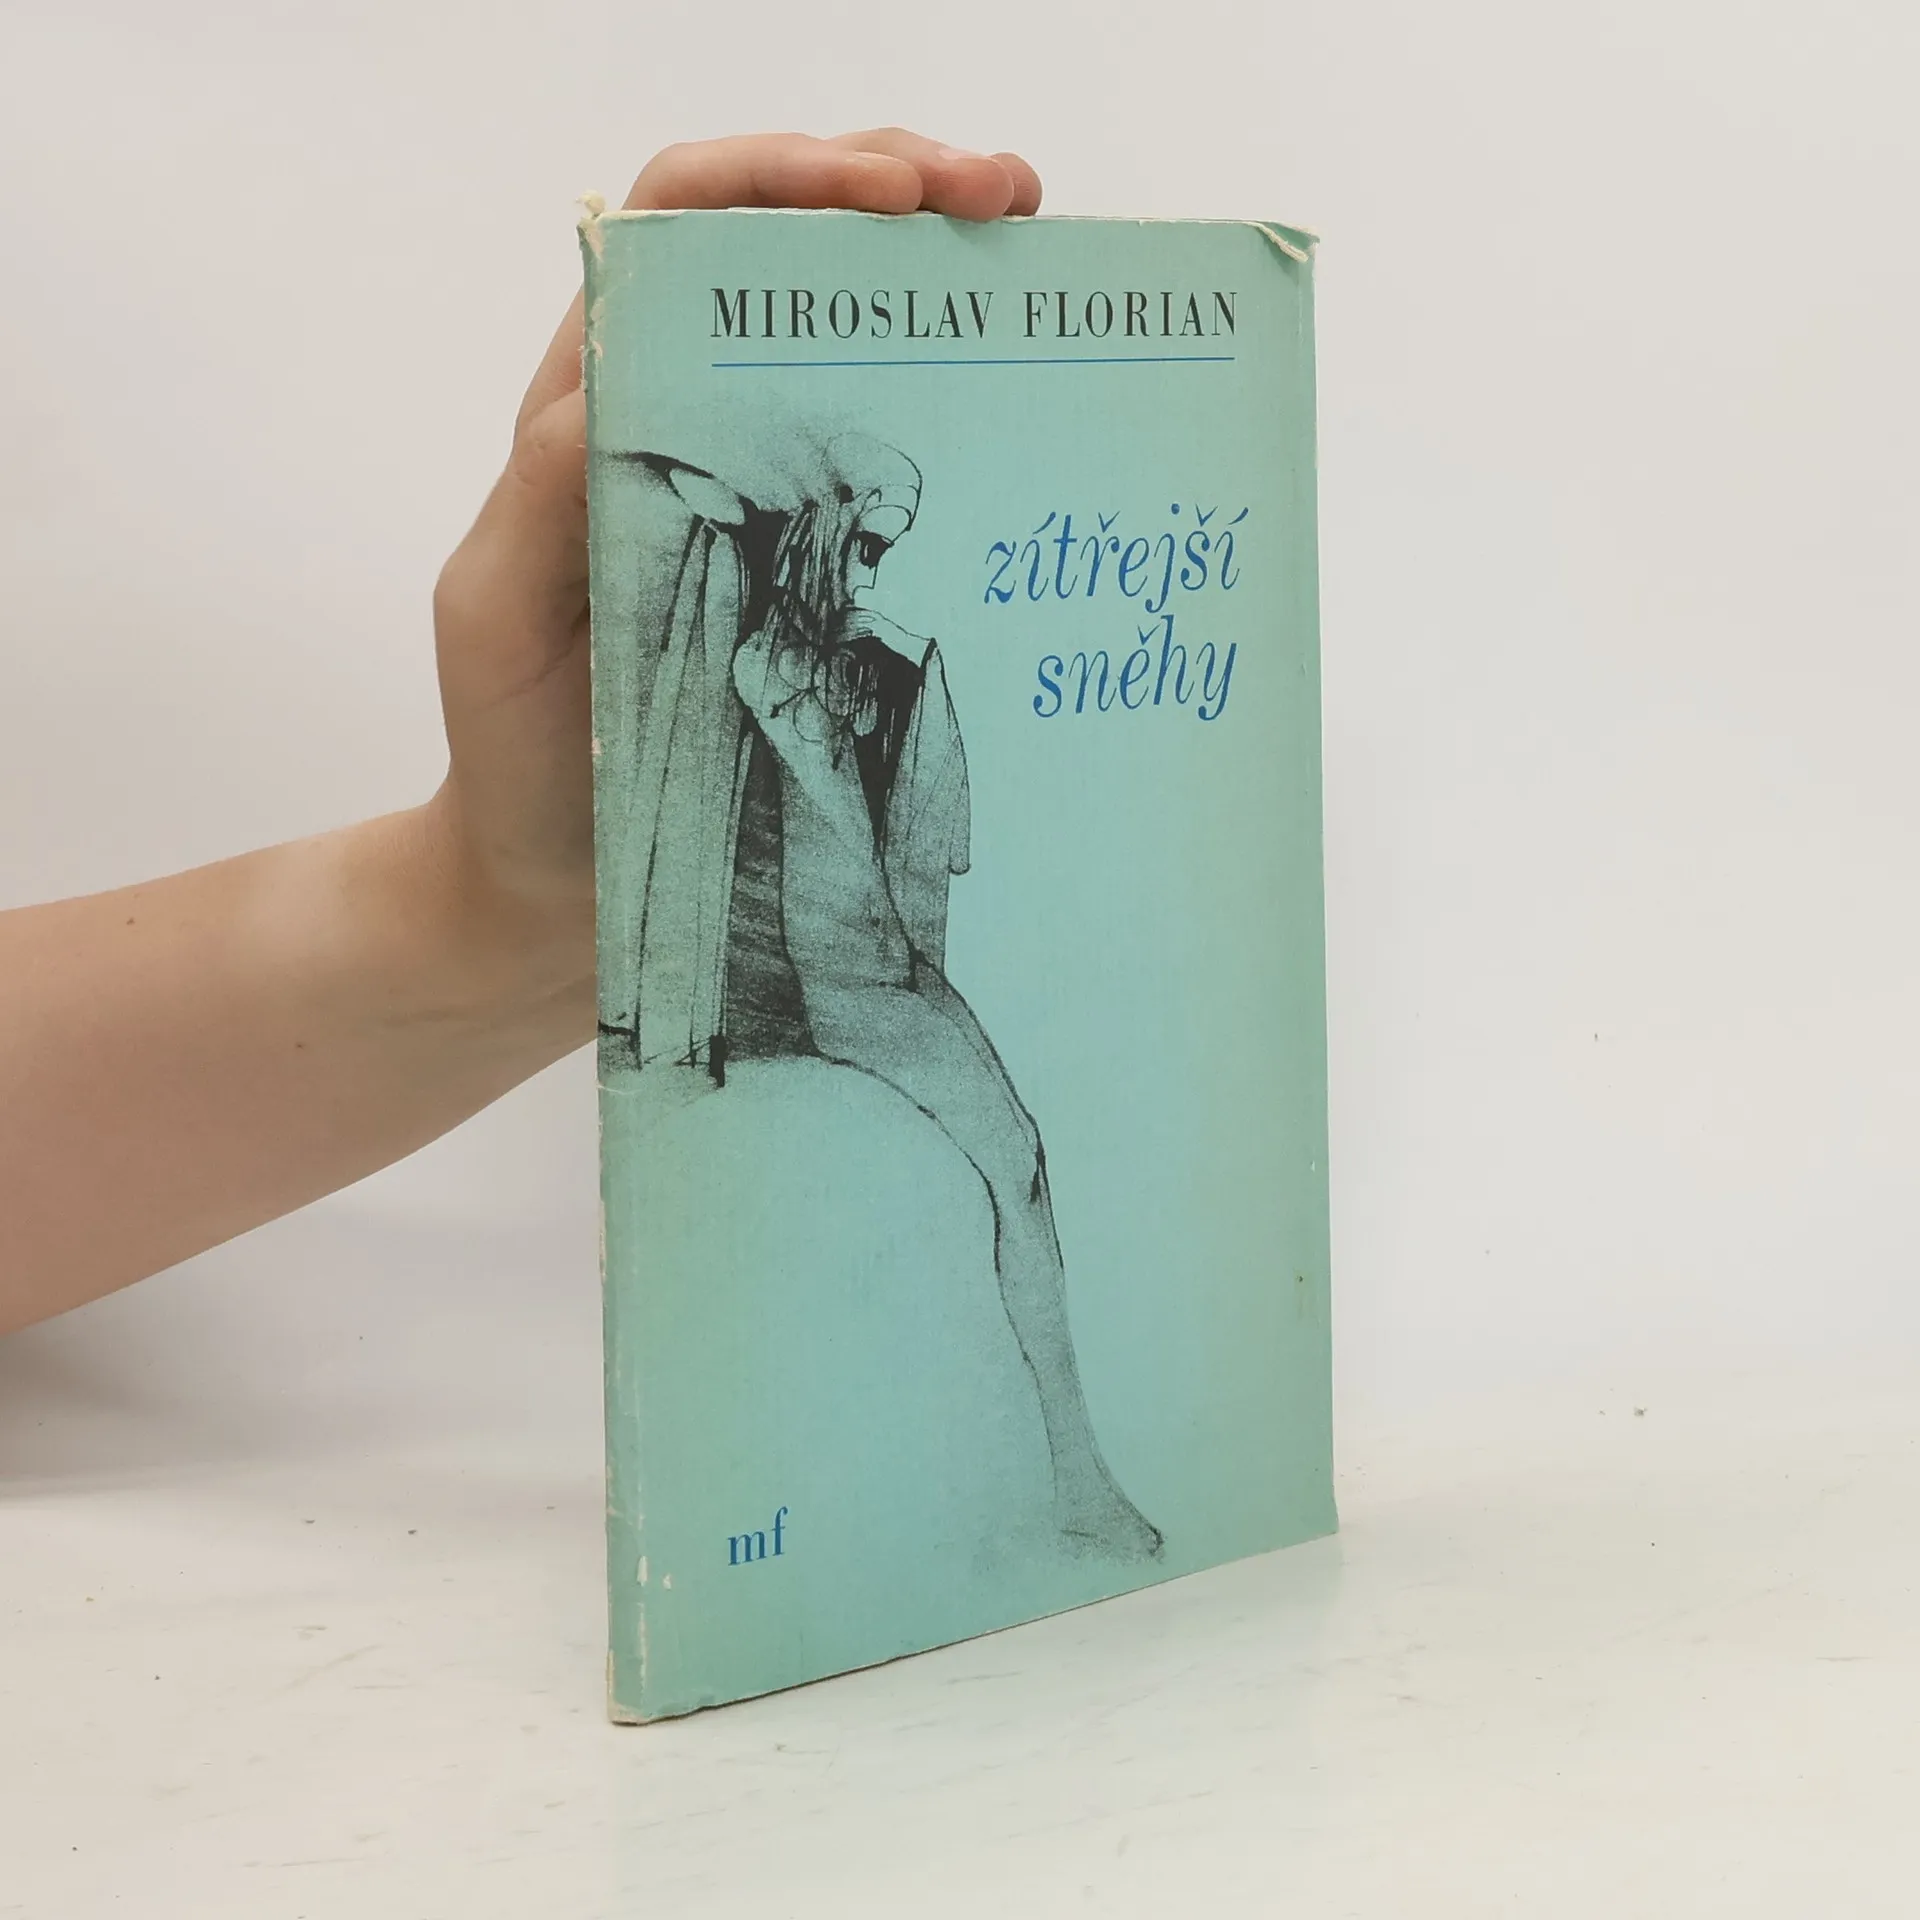 MIROSLAV FLORIAN
zítřejší
sněhy
mf